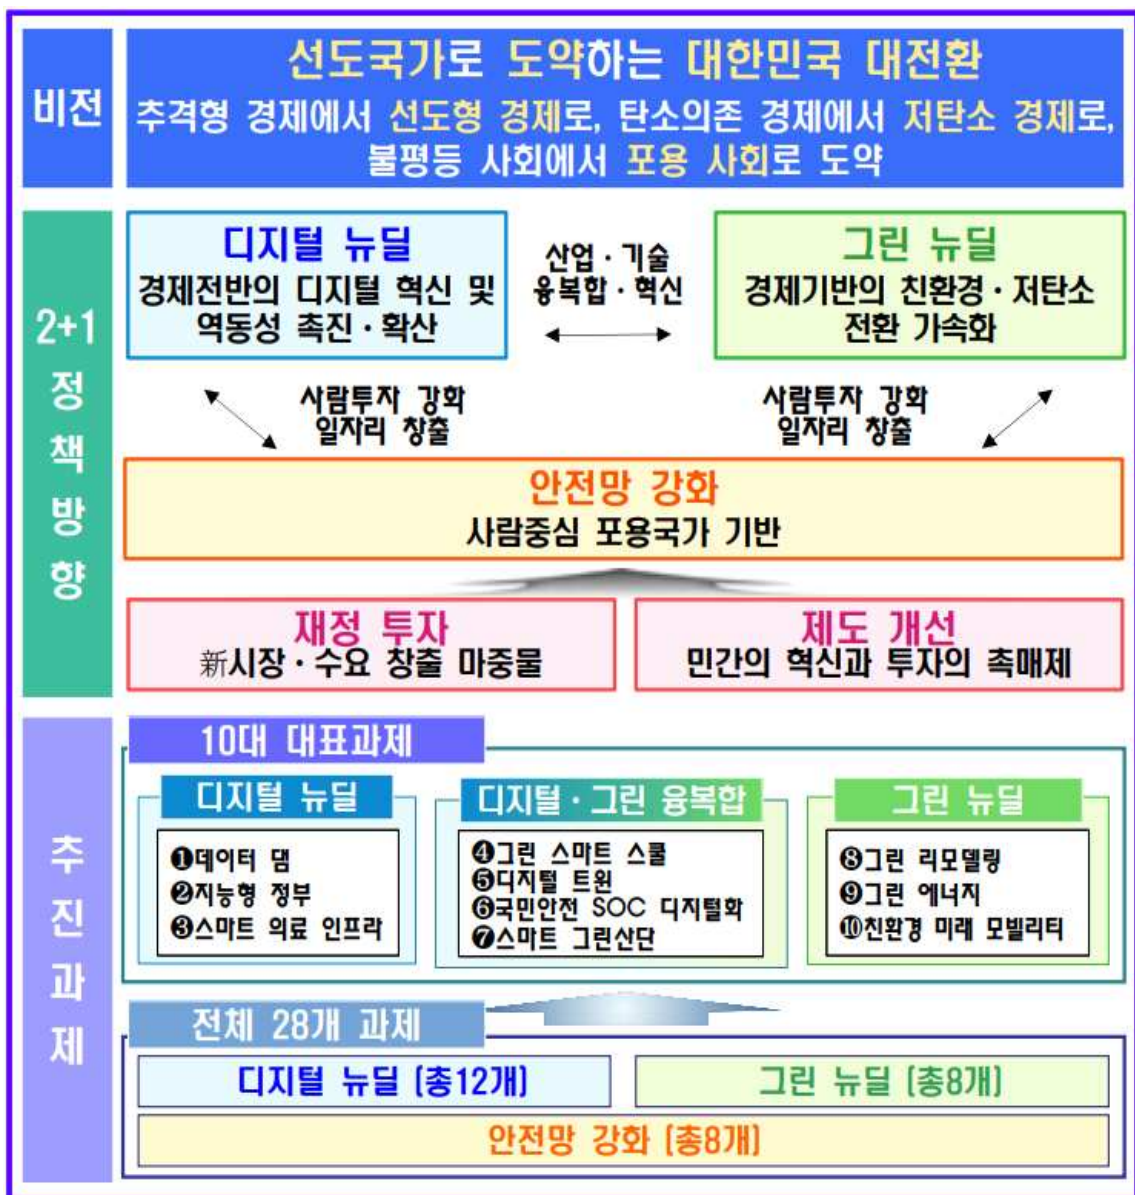 비전
선도국가로 도약하는 대한민국 대전환
추격형 경제에서 선도형 경제로, 탄소의존 경제에서 저탄소 경제로,
불평등 사회에서 포용 사회로 도약
2+1
정
책
방
향
디지털 뉴딜
경제전반의 디지털 혁신 및
역동성 촉진·확산
산업·기술
융복합·혁신
그린 뉴딜
경제기반의 친환경·저탄소
전환 가속화
사람투자 강화
일자리 창출
사람투자 강화
일자리 창출
안전망 강화
사람중심 포용국가 기반
재정 투자
新시장·수요 창출 마중물
제도 개선
민간의 혁신과 투자의 촉매제
추
진
과
제
10대 대표과제
디지털 뉴딜
❶데이터 댐
❷지능형 정부
❸스마트 의료 인프라
디지털·그린 융복합
❹그린 스마트 스쿨
❺디지털 트윈
❻국민안전 SOC 디지털화
❼스마트 그린산단
그린 뉴딜
❽그린 리모델링
❾그린 에너지
❿친환경 미래 모빌리티
전체 28개 과제
디지털 뉴딜 (총12개)
그린 뉴딜 (총8개)
안전망 강화 (총8개)